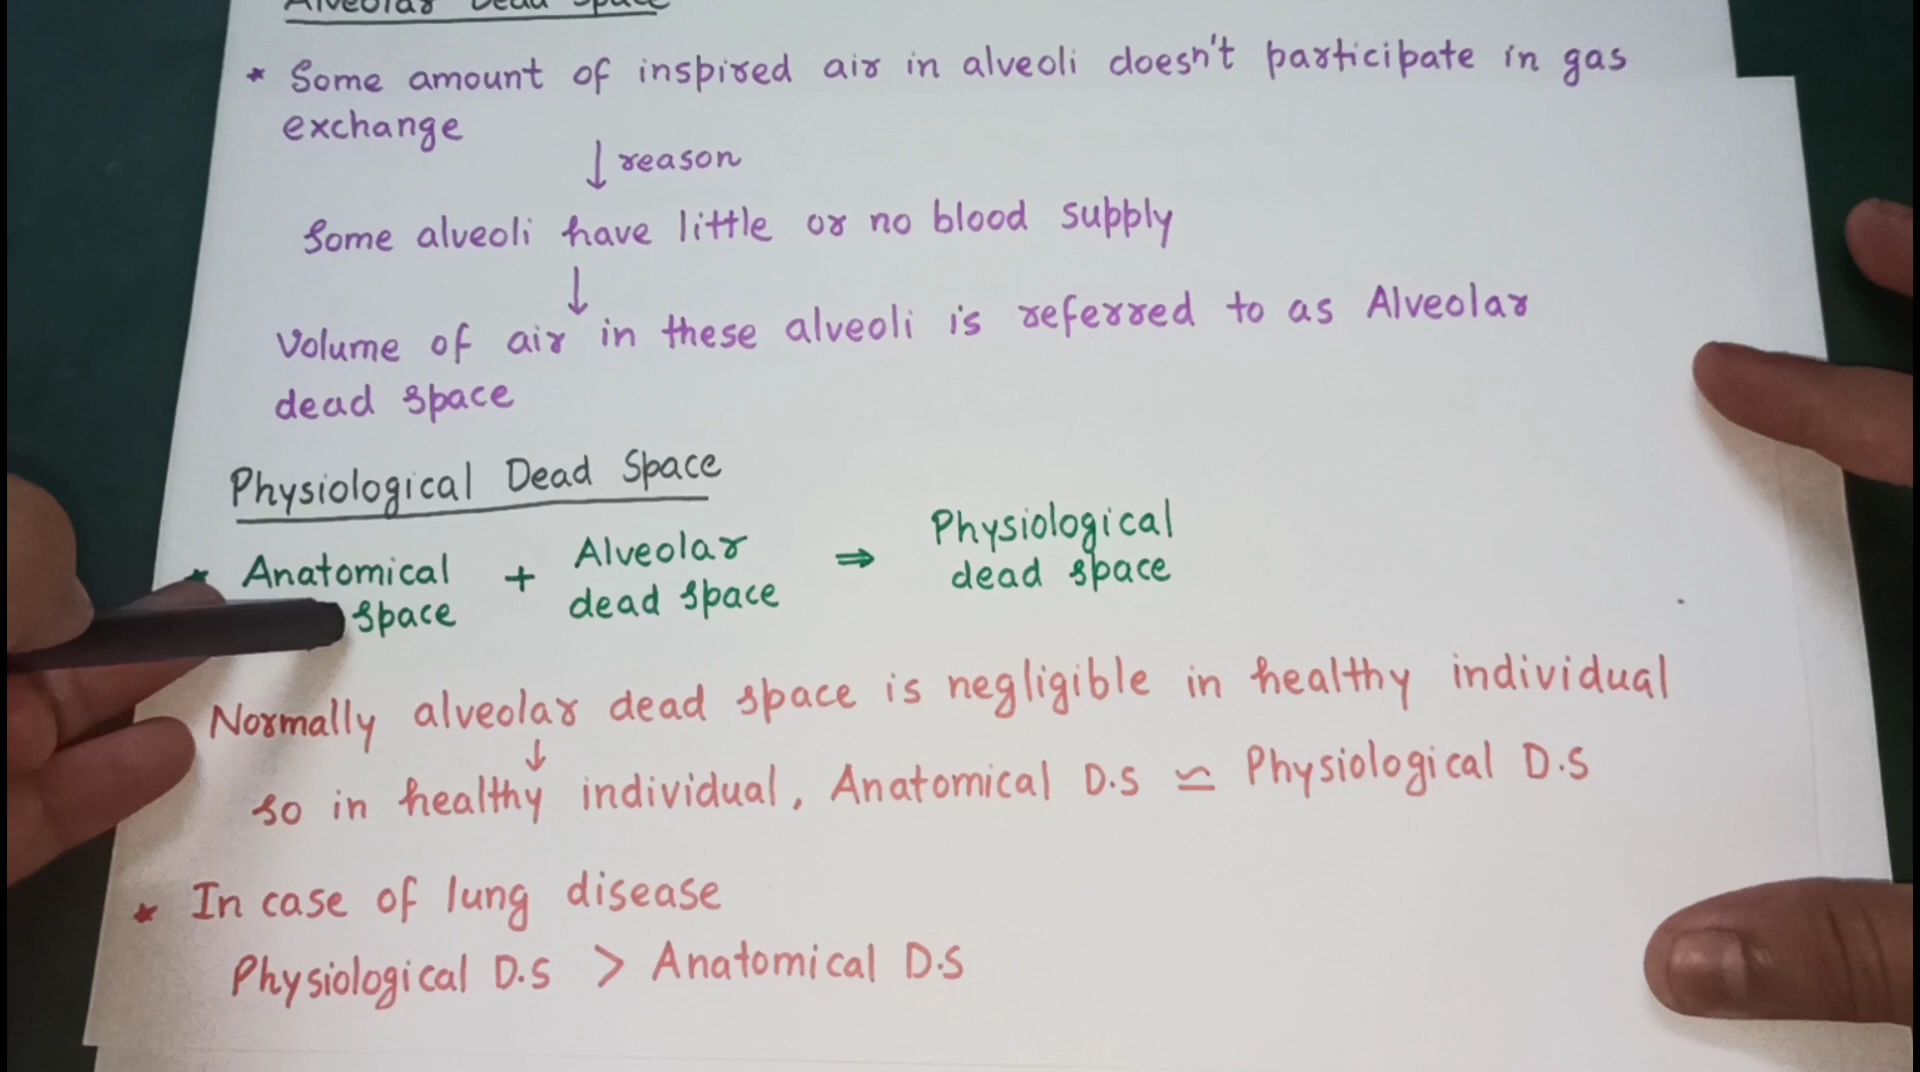 Alveolar Dead Space
* Some amount of inspired air in alveoli doesn't participate in gas
exchange
↓ reason
Some alveoli have little or no blood supply
↓
Volume of air in these alveoli is referred to as Alveolar
dead space
Physiological Dead Space
* Anatomical + Alveolar ⇒ Physiological
space dead space dead space
Normally alveolar dead space is negligible in healthy individual
↓
so in healthy individual, Anatomical D.S ≃ Physiological D.S
* In case of lung disease
Physiological D.S > Anatomical D.S